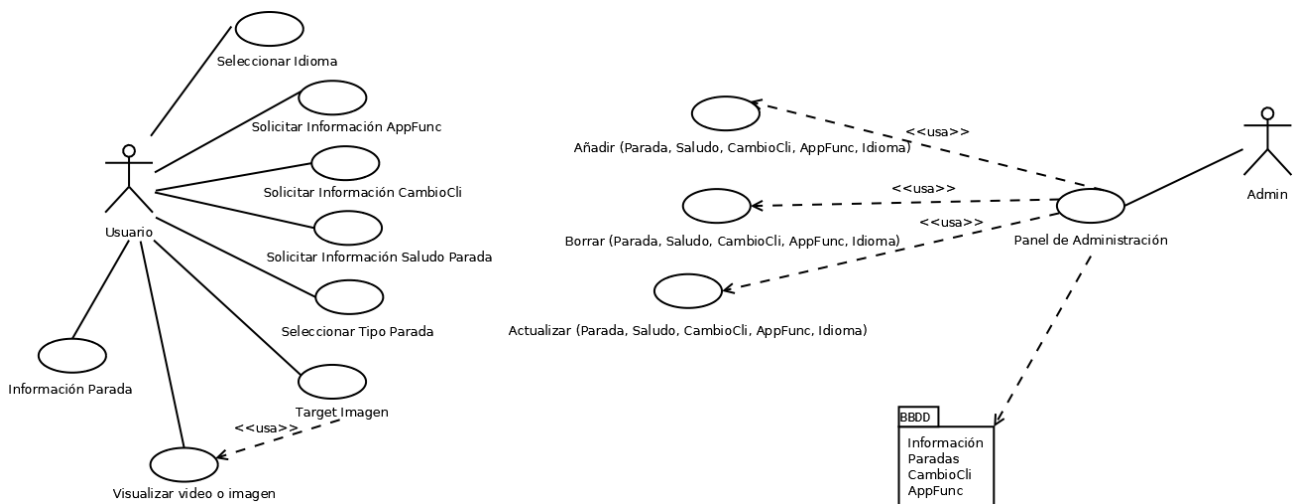 Seleccionar Idioma
Solicitar Información AppFunc
Solicitar Información CambioCli
Usuario
Solicitar Información Saludo Parada
Seleccionar Tipo Parada
Información Parada
Target Imagen
<<usa>>
Visualizar video o imagen
<<usa>>
Añadir (Parada, Saludo, CambioCli, AppFunc, Idioma)
<<usa>>
Admin
<<usa>>
Borrar (Parada, Saludo, CambioCli, AppFunc, Idioma)
Panel de Administración
Actualizar (Parada, Saludo, CambioCli, AppFunc, Idioma)
BBDD
Información
Paradas
CambioCli
AppFunc